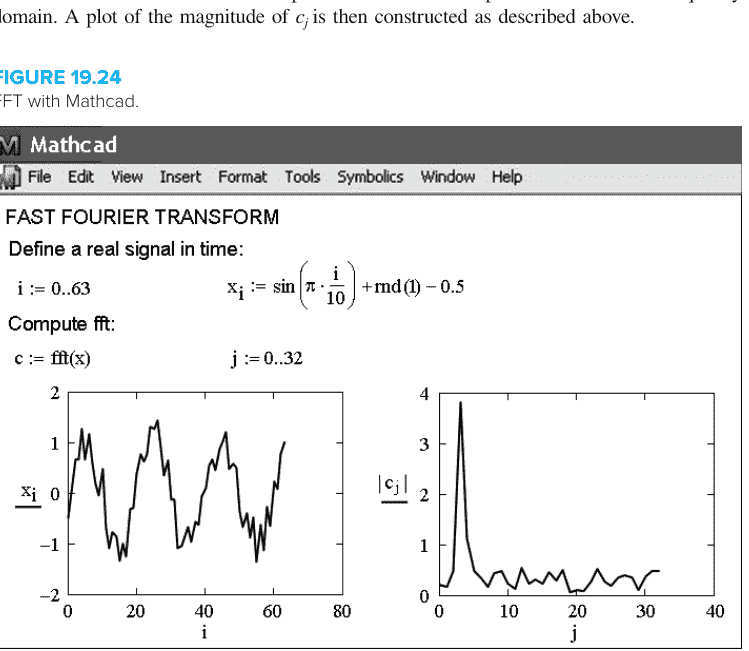 domain. A plot of the magnitude of cj is then constructed as described above.
FIGURE 19.24
FFT with Mathcad.
Mathcad
File Edit View Insert Format Tools Symbolics Window Help
FAST FOURIER TRANSFORM
Define a real signal in time:
i := 0..63 xi := sin(π · i/10) + rnd(1) − 0.5
Compute fft:
c := fft(x) j := 0..32
2
1
xi 0
−1
−2
0 20 40 60 80
i
4
3
|cj| 2
1
0
0 10 20 30 40
j